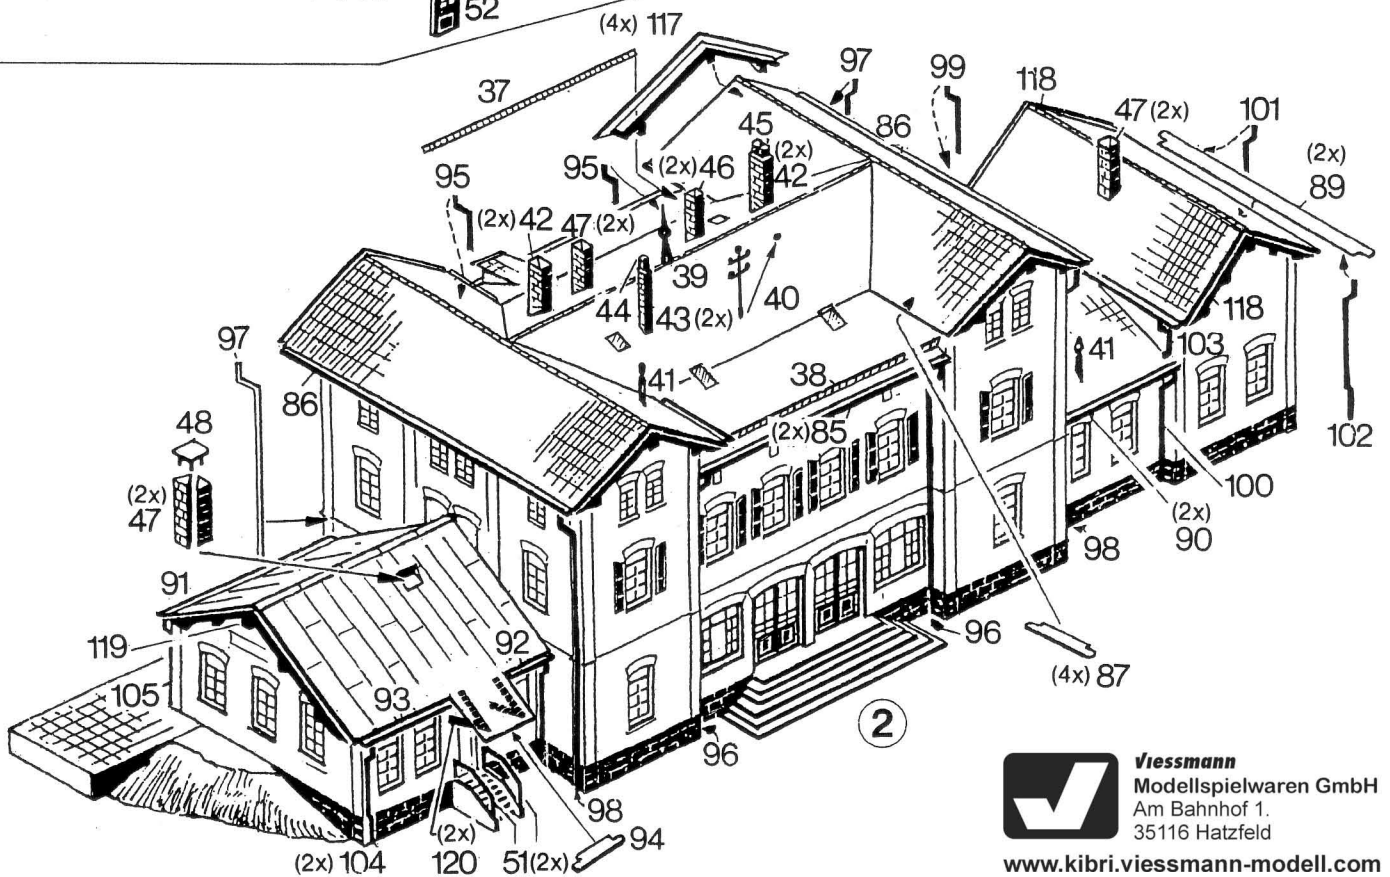 52
(4x) 117
37
97
99
118
47 (2x)
101
(2x)
89
86
45
(2x)
42
(2x) 46
95
95
(2x) 42
47 (2x)
39
44
43 (2x)
40
41
38
(2x) 85
118
103
41
102
100
(2x)
90
98
97
86
48
(2x)
47
91
119
105
92
93
96
(4x) 87
96
2
98
94
(2x) 104
(2x)
120
51 (2x)
Viessmann
Modellspielwaren GmbH
Am Bahnhof 1.
35116 Hatzfeld
www.kibri.viessmann-modell.com